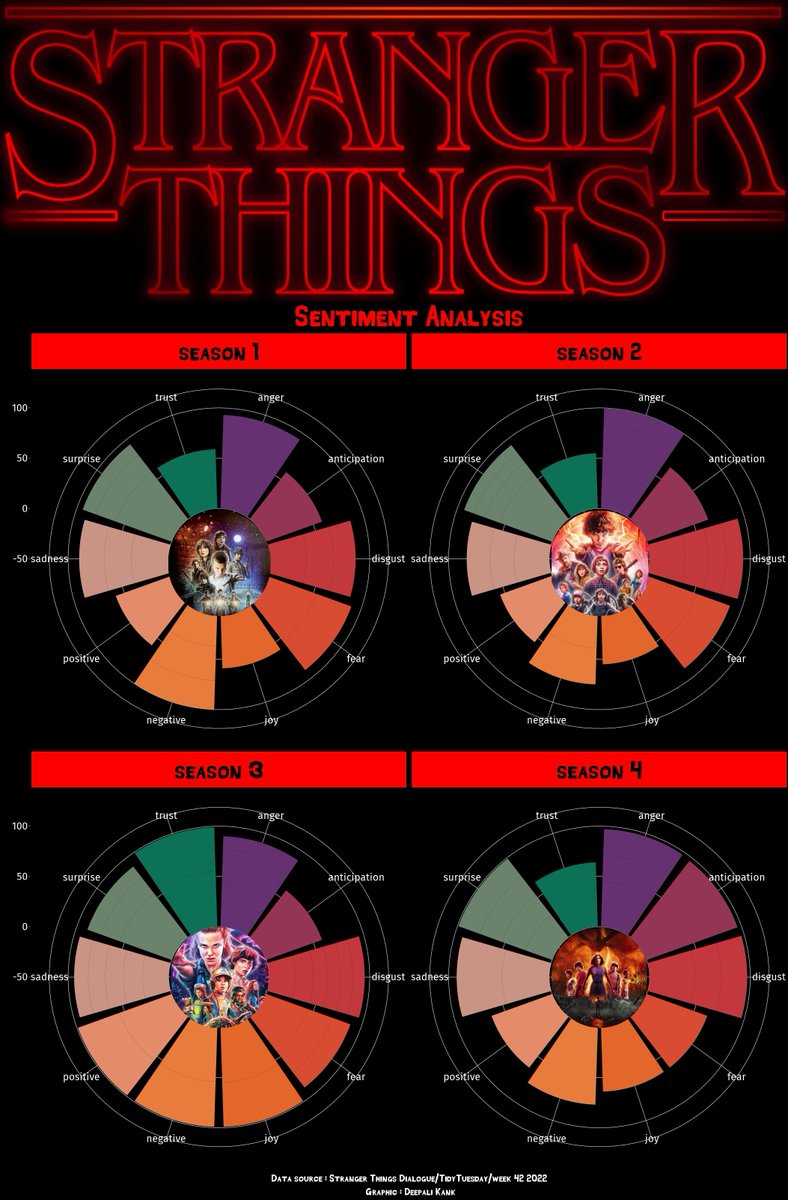 STRANGER
THINGS
Sentiment Analysis
SEASON 1
SEASON 2
trust anger
surprise anticipation
sadness disgust
positive fear
negative joy
100
50
0
-50
trust anger
surprise anticipation
sadness disgust
positive fear
negative joy
SEASON 3
SEASON 4
trust anger
surprise anticipation
sadness disgust
positive fear
negative joy
100
50
0
-50
trust anger
surprise anticipation
sadness disgust
positive fear
negative joy
Data source : Stranger Things Dialogue/TidyTuesday/week 42 2022
Graphic : Deepali Kank